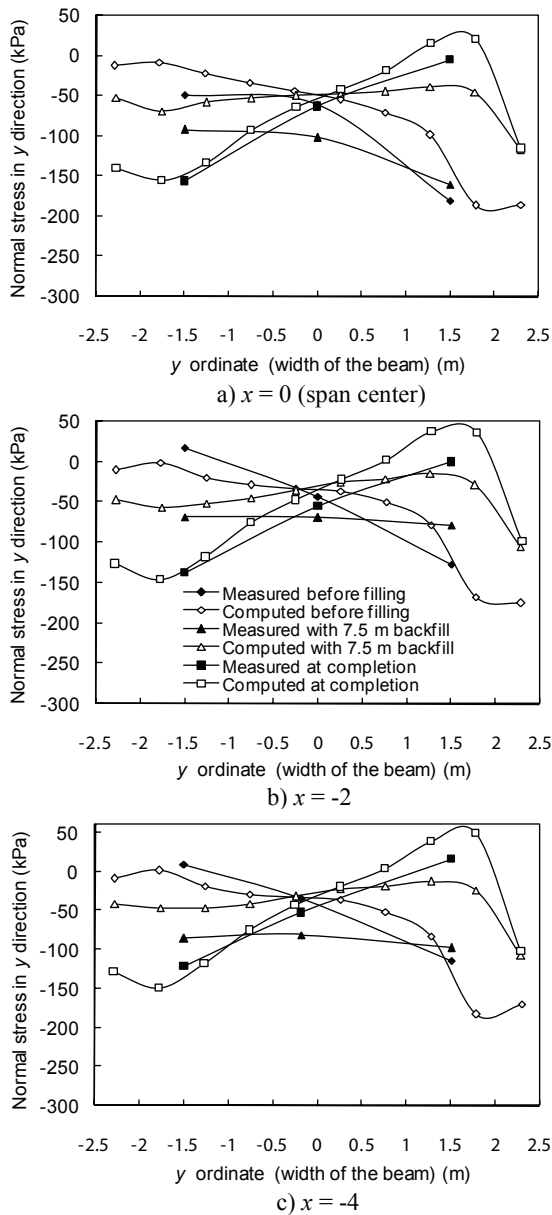 50
0
-50
-100
-150
-200
-250
-300
Normal stress in y direction (kPa)
-2.5 -2 -1.5 -1 -0.5 0 0.5 1 1.5 2 2.5
y ordinate (width of the beam) (m)
a) x = 0 (span center)
50
0
-50
-100
-150
-200
-250
-300
Normal stress in y direction (kPa)
Measured before filling
Computed before filling
Measured with 7.5 m backfill
Computed with 7.5 m backfill
Measured at completion
Computed at completion
-2.5 -2 -1.5 -1 -0.5 0 0.5 1 1.5 2 2.5
y ordinate (width of the beam) (m)
b) x = -2
50
0
-50
-100
-150
-200
-250
-300
Normal stress in y direction (kPa)
-2.5 -2 -1.5 -1 -0.5 0 0.5 1 1.5 2 2.5
y ordinate (width of the beam) (m)
c) x = -4